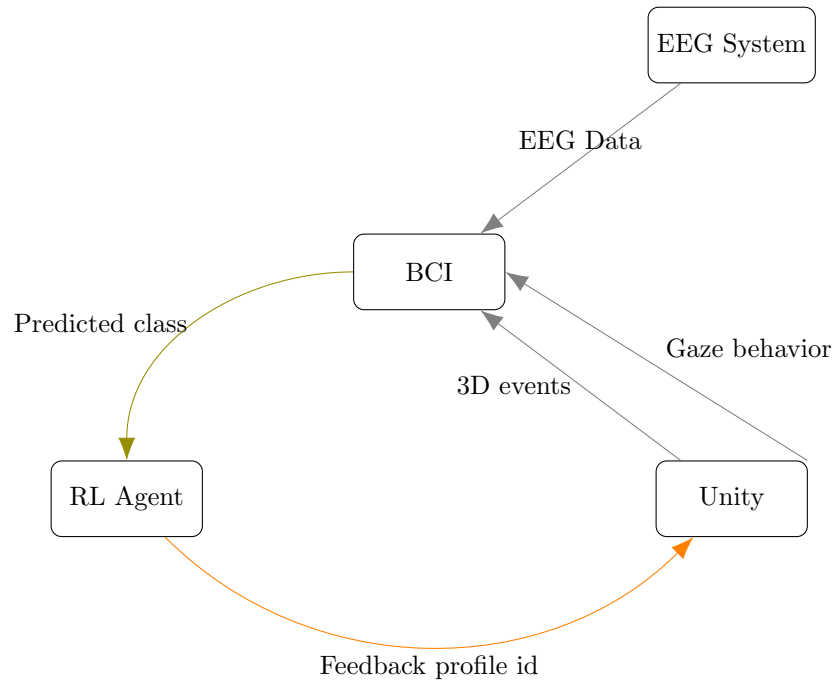 EEG System
EEG Data
BCI
Predicted class
Gaze behavior
3D events
RL Agent
Unity
Feedback profile id